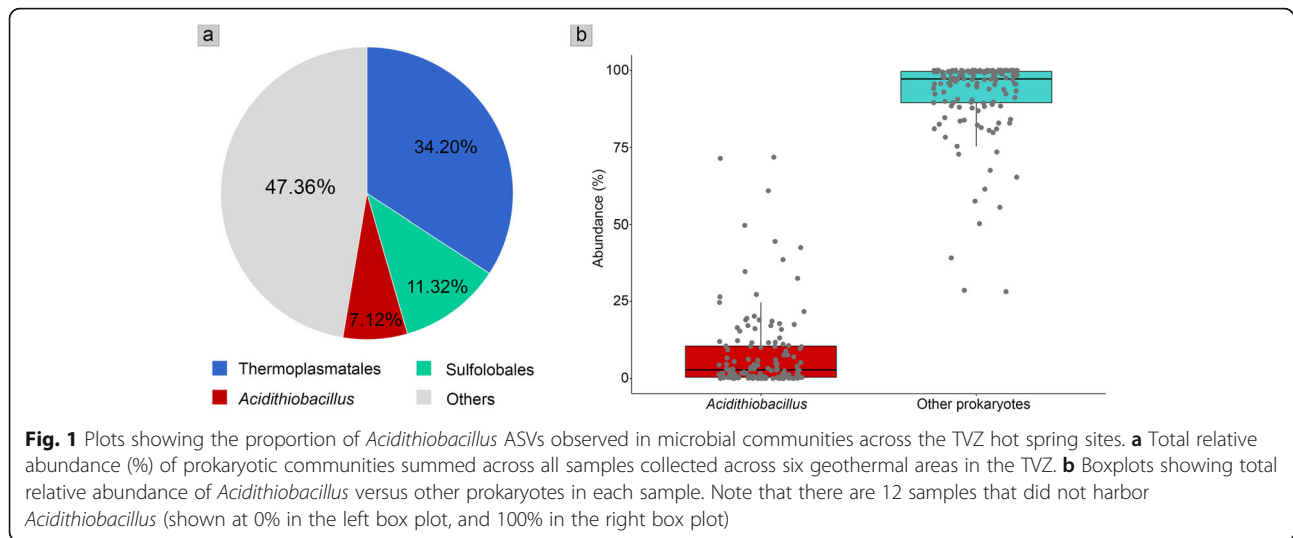 a
34.20%
47.36%
11.32%
7.12%
Thermoplasmatales
Sulfolobales
Acidithiobacillus
Others
b
100
75
50
25
0
Abundance (%)
Acidithiobacillus
Other prokaryotes
Fig. 1 Plots showing the proportion of Acidithiobacillus ASVs observed in microbial communities across the TVZ hot spring sites. a Total relative
abundance (%) of prokaryotic communities summed across all samples collected across six geothermal areas in the TVZ. b Boxplots showing total
relative abundance of Acidithiobacillus versus other prokaryotes in each sample. Note that there are 12 samples that did not harbor
Acidithiobacillus (shown at 0% in the left box plot, and 100% in the right box plot)